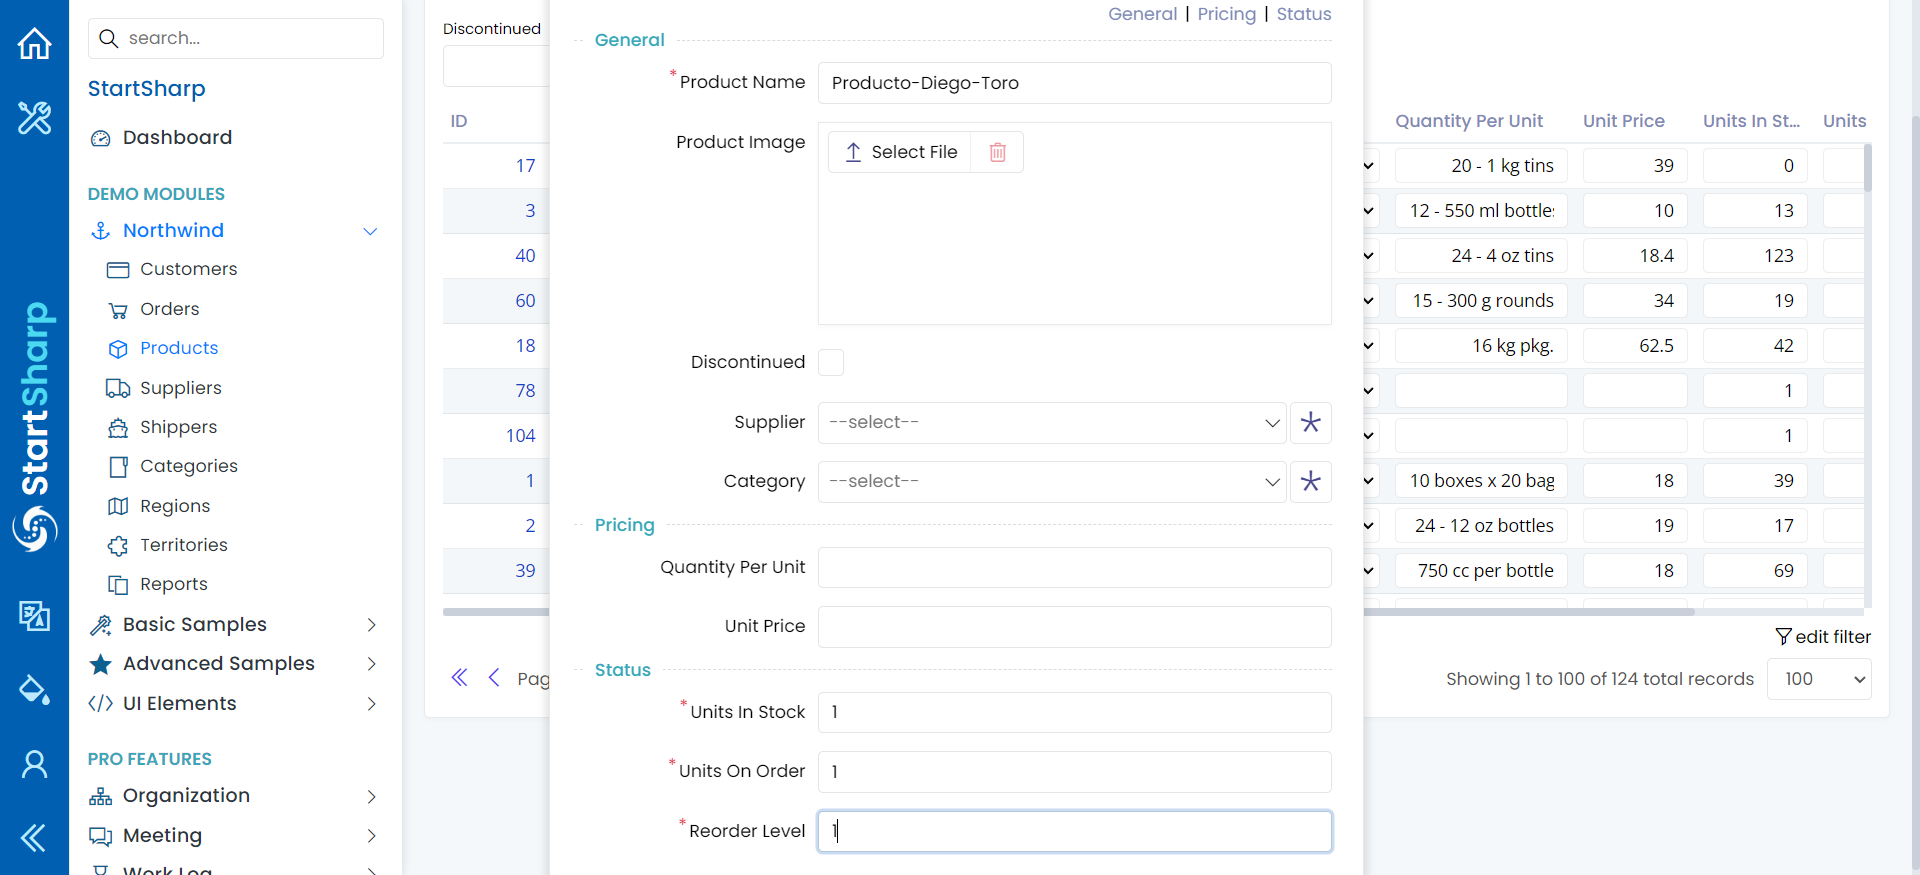 search...
StartSharp
Dashboard
DEMO MODULES
Northwind
Customers
Orders
Products
Suppliers
Shippers
Categories
Regions
Territories
Reports
Basic Samples
Advanced Samples
UI Elements
PRO FEATURES
Organization
Meeting
Work Log
StartSharp
Discontinued
ID
17
3
40
60
18
78
104
1
2
39
Pag
General | Pricing | Status
General
*Product Name Producto-Diego-Toro
Product Image Select File
Discontinued
Supplier --select--
Category --select--
Pricing
Quantity Per Unit
Unit Price
Status
*Units In Stock 1
*Units On Order 1
*Reorder Level 1
Quantity Per Unit Unit Price Units In St... Units
20 - 1 kg tins 39 0
12 - 550 ml bottle 10 13
24 - 4 oz tins 18.4 123
15 - 300 g rounds 34 19
16 kg pkg. 62.5 42
1
1
10 boxes x 20 bag 18 39
24 - 12 oz bottles 19 17
750 cc per bottle 18 69
edit filter
Showing 1 to 100 of 124 total records 100